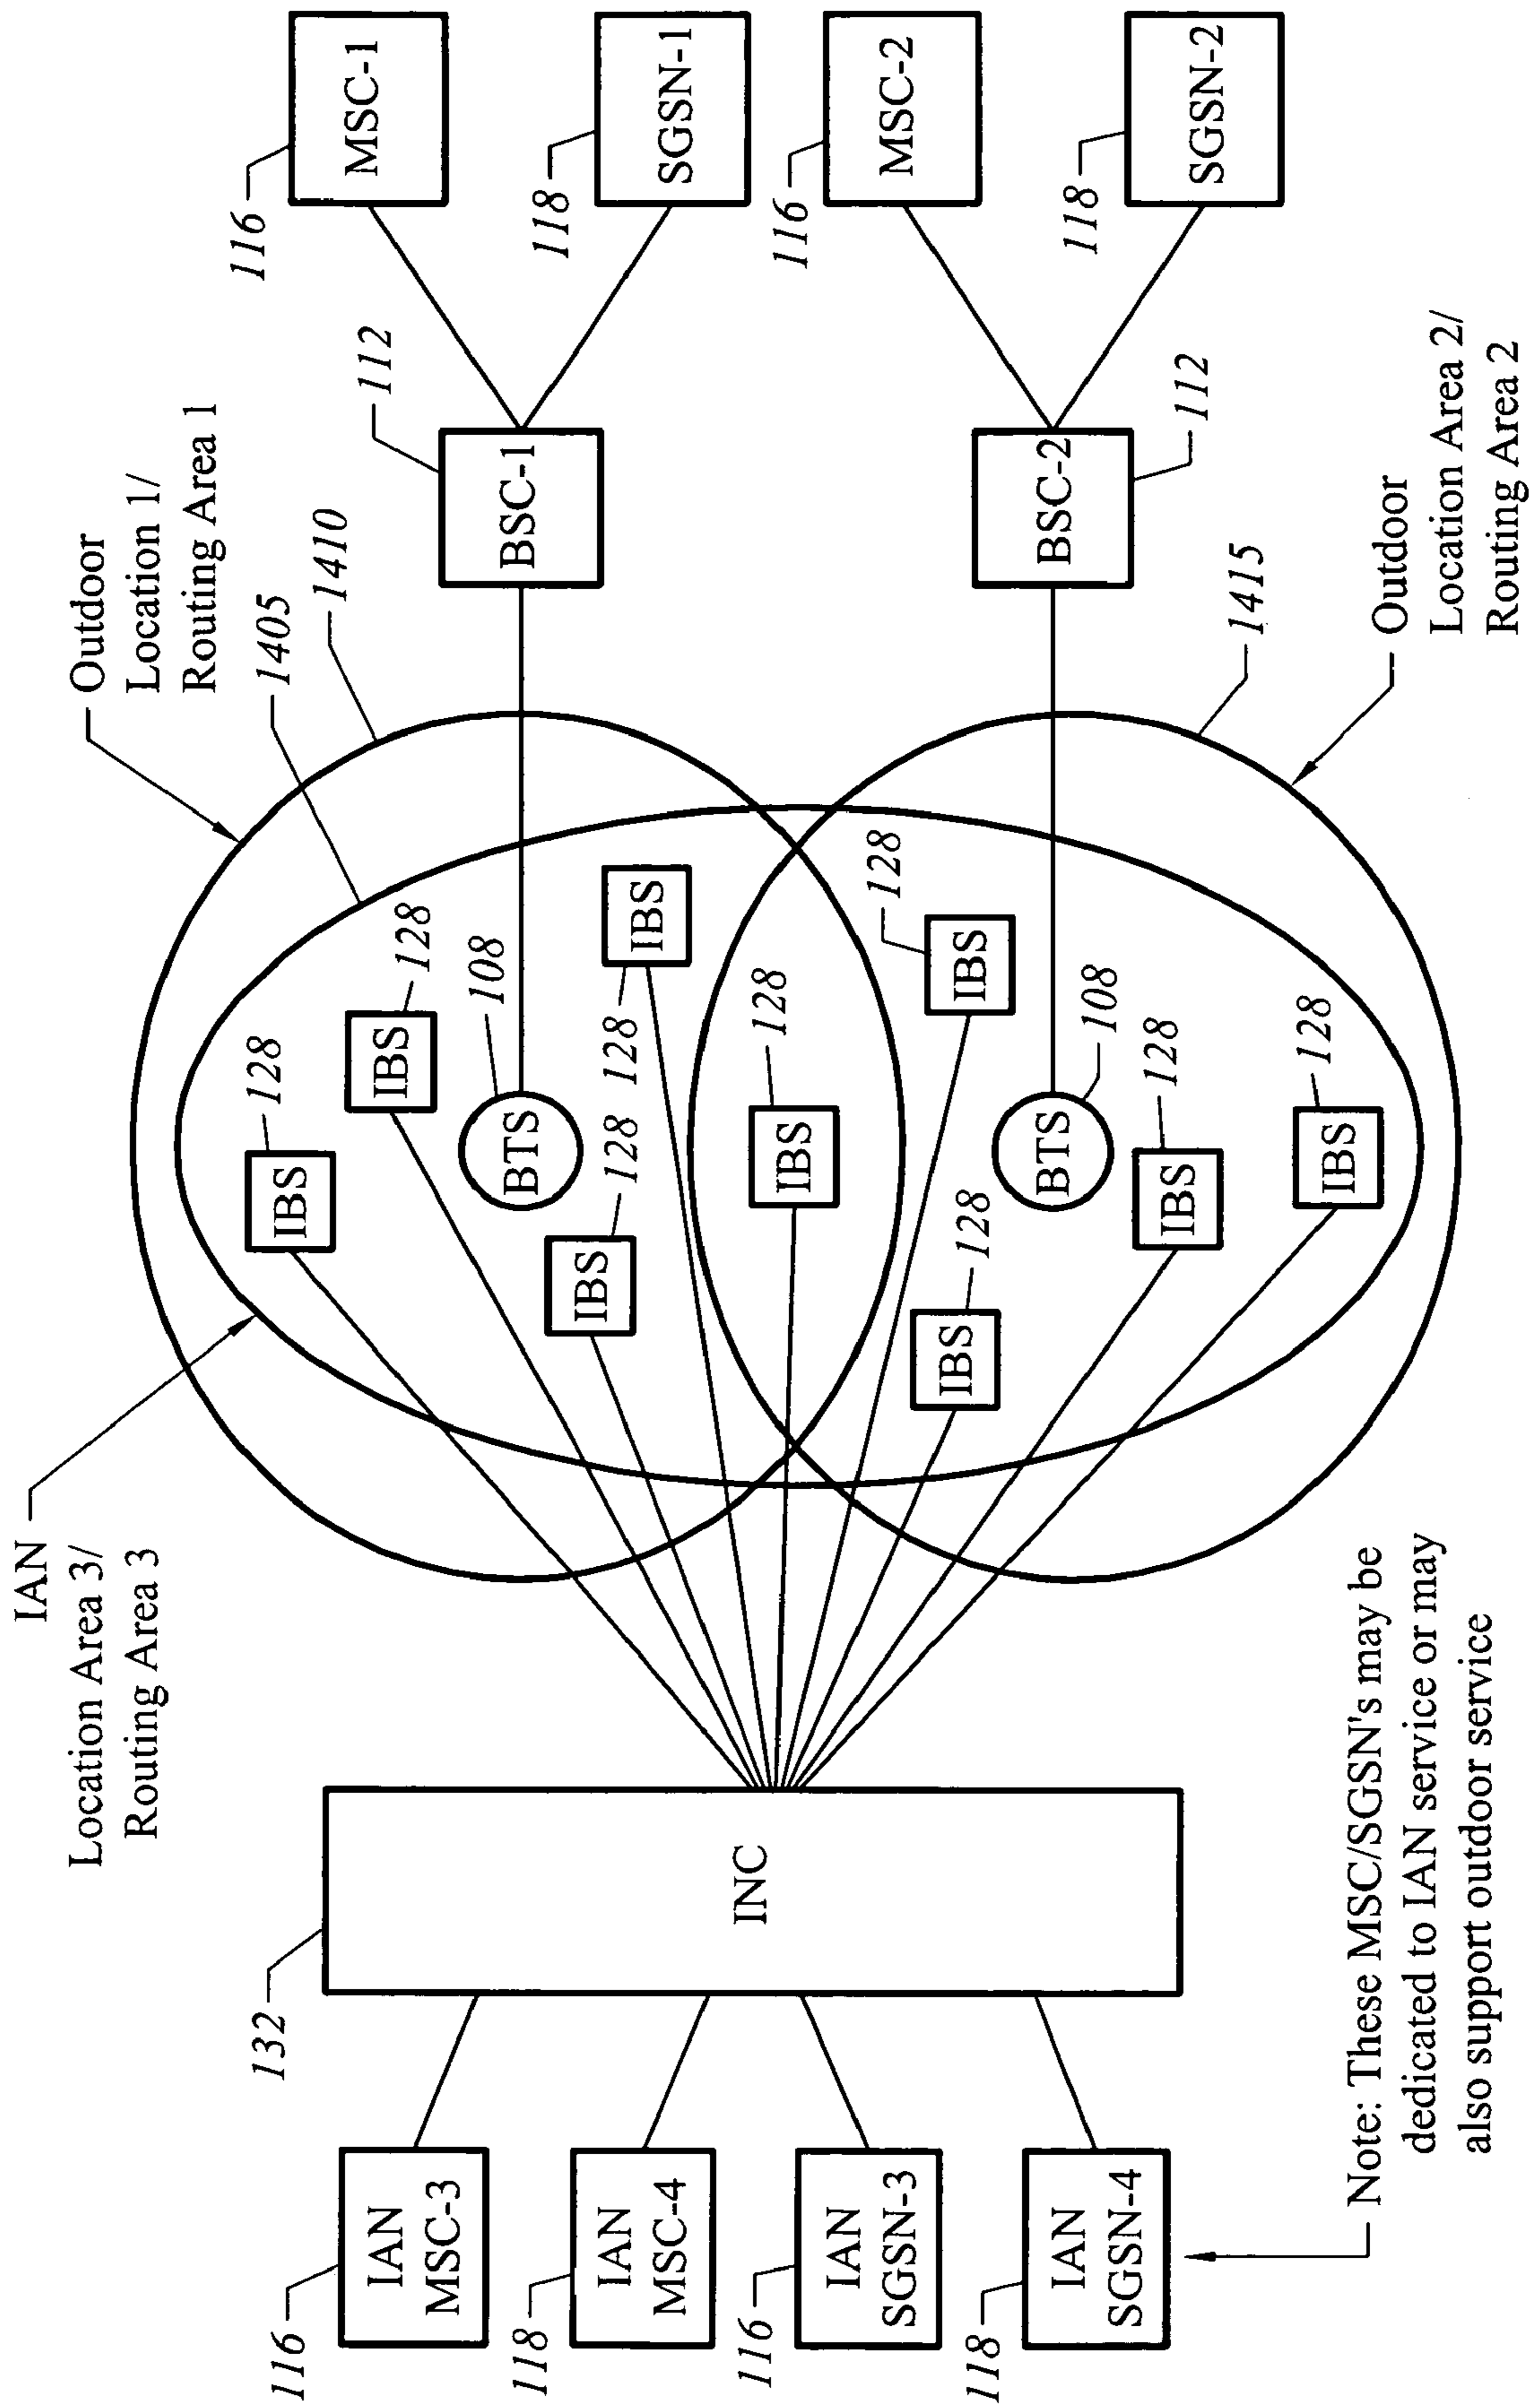 IAN
Location Area 3/
Routing Area 3
Outdoor
Location 1/
Routing Area 1
1405
1410
116
IAN
MSC-3
118
IAN
MSC-4
116
IAN
SGSN-3
118
IAN
SGSN-4
132
INC
128
IBS
128
IBS
108
BTS
128
IBS
128
IBS
128
IBS
128
IBS
128
IBS
108
BTS
128
IBS
128
IBS
112
BSC-1
116
MSC-1
118
SGSN-1
BSC-2
112
116
MSC-2
118
SGSN-2
1415
Outdoor
Location Area 2/
Routing Area 2
Note: These MSC/SGSN's may be
dedicated to IAN service or may
also support outdoor service